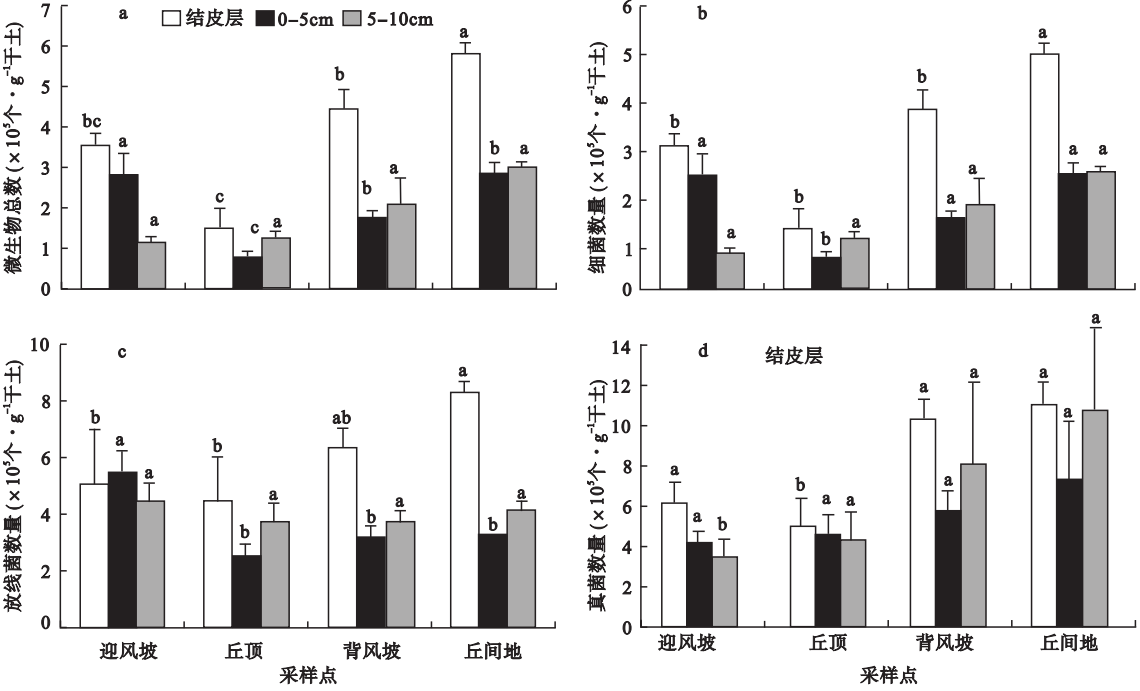 a
结皮层 0-5cm 5-10cm
微生物总数(×10⁵个·g⁻¹干土)
7
6
5
4
3
2
1
0
bc a a
c c a
b b a
a b a
b
细菌数量(×10⁵个·g⁻¹干土)
6
5
4
3
2
1
0
b a a
b b a
b a a
a a a
c
放线菌数量(×10⁵个·g⁻¹干土)
10
8
6
4
2
0
b a a
b b a
ab b a
a b a
迎风坡 丘顶 背风坡 丘间地
采样点
d 结皮层
真菌数量(×10⁵个·g⁻¹干土)
14
12
10
8
6
4
2
0
a a b
b a a
a a a
a a a
迎风坡 丘顶 背风坡 丘间地
采样点